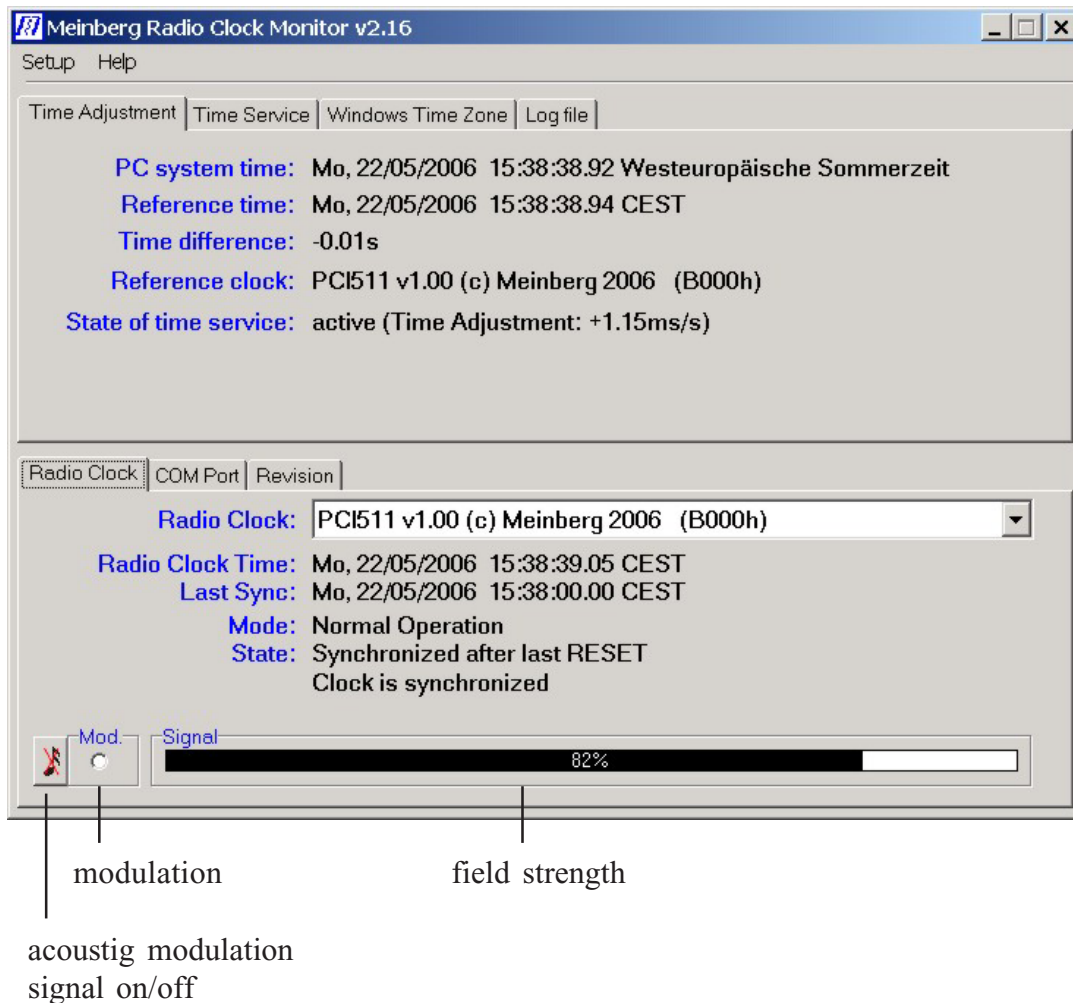 Meinberg Radio Clock Monitor v2.16
Setup Help
Time Adjustment Time Service Windows Time Zone Log file
PC system time: Mo, 22/05/2006 15:38:38.92 Westeuropäische Sommerzeit
Reference time: Mo, 22/05/2006 15:38:38.94 CEST
Time difference: -0.01s
Reference clock: PCI511 v1.00 (c) Meinberg 2006 (B000h)
State of time service: active (Time Adjustment: +1.15ms/s)
Radio Clock COM Port Revision
Radio Clock: PCI511 v1.00 (c) Meinberg 2006 (B000h)
Radio Clock Time: Mo, 22/05/2006 15:38:39.05 CEST
Last Sync: Mo, 22/05/2006 15:38:00.00 CEST
Mode: Normal Operation
State: Synchronized after last RESET
Clock is synchronized
Mod. Signal
82%
modulation field strength
acoustig modulation
signal on/off